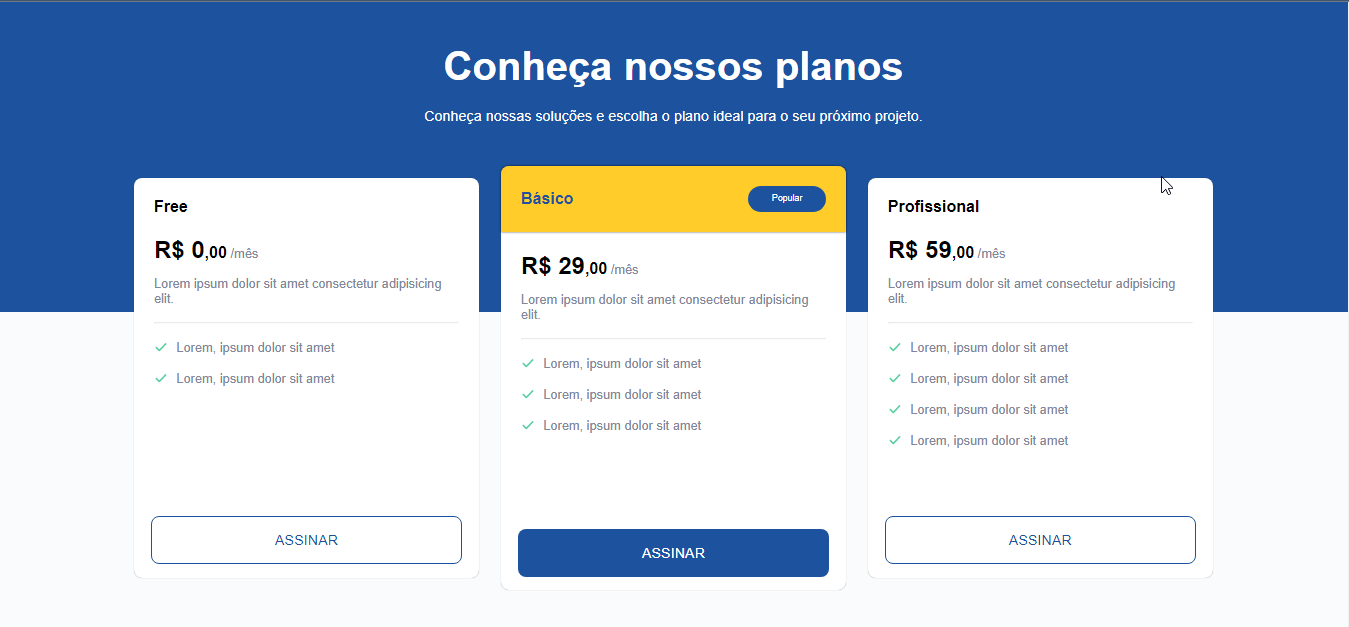 Conheça nossos planos
Conheça nossas soluções e escolha o plano ideal para o seu próximo projeto.
Free
R$ 0,00 /mês
Lorem ipsum dolor sit amet consectetur adipisicing
elit.
Lorem, ipsum dolor sit amet
Lorem, ipsum dolor sit amet
ASSINAR
Básico
Popular
R$ 29,00 /mês
Lorem ipsum dolor sit amet consectetur adipisicing
elit.
Lorem, ipsum dolor sit amet
Lorem, ipsum dolor sit amet
Lorem, ipsum dolor sit amet
ASSINAR
Profissional
R$ 59,00 /mês
Lorem ipsum dolor sit amet consectetur adipisicing
elit.
Lorem, ipsum dolor sit amet
Lorem, ipsum dolor sit amet
Lorem, ipsum dolor sit amet
Lorem, ipsum dolor sit amet
ASSINAR